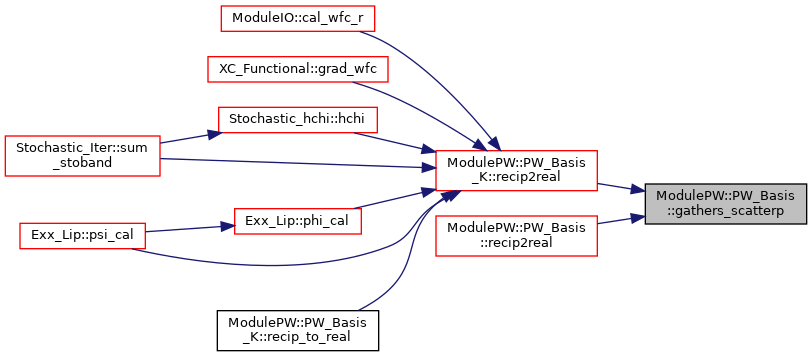 ModuleIO::cal_wfc_r
XC_Functional::grad_wfc
Stochastic_hchi::hchi
Stochastic_Iter::sum
_stoband
ModulePW::PW_Basis
_K::recip2real
ModulePW::PW_Basis
::gathers_scatterp
Exx_Lip::phi_cal
Exx_Lip::psi_cal
ModulePW::PW_Basis
::recip2real
ModulePW::PW_Basis
_K::recip_to_real